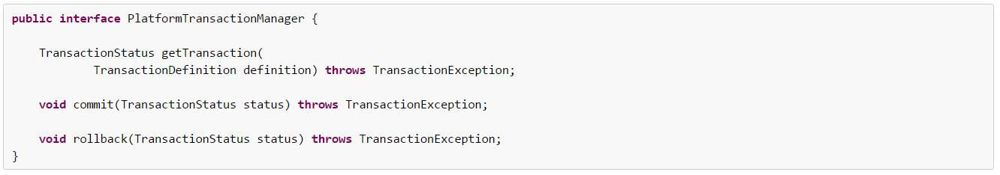 public interface PlatformTransactionManager {
    TransactionStatus getTransaction(
            TransactionDefinition definition) throws TransactionException;
    void commit(TransactionStatus status) throws TransactionException;
    void rollback(TransactionStatus status) throws TransactionException;
}